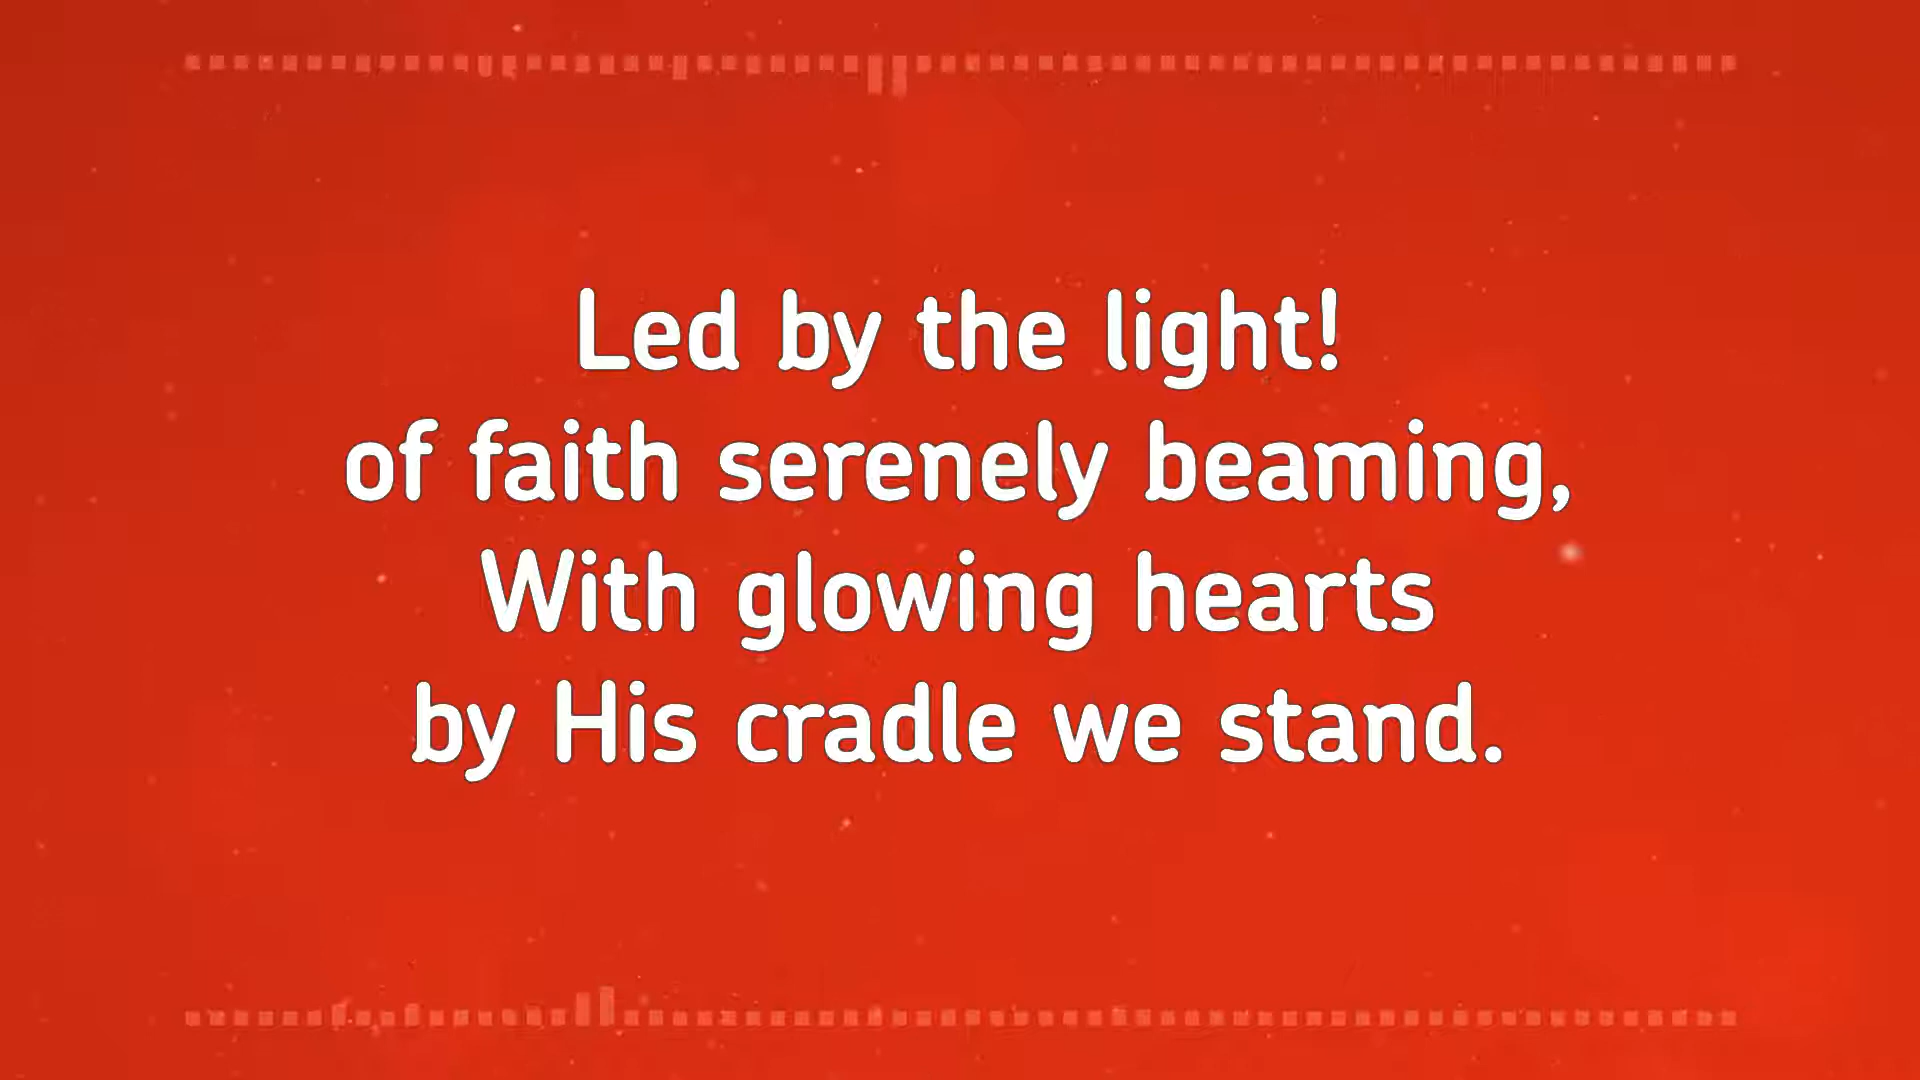 Led by the light!
of faith serenely beaming,
With glowing hearts
by His cradle we stand.